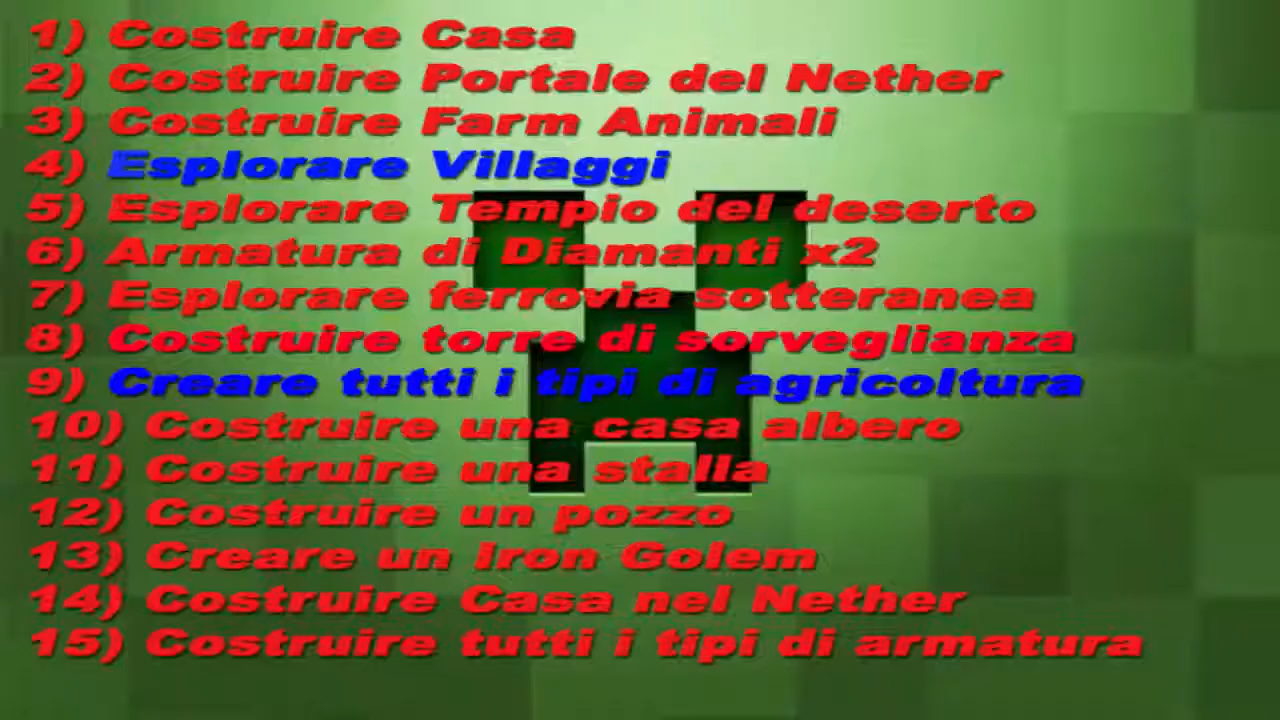 1) Costruire Casa
2) Costruire Portale del Nether
3) Costruire Farm Animali
4) Esplorare Villaggi
5) Esplorare Tempio del deserto
6) Armatura di Diamanti x2
7) Esplorare ferrovia sotteranea
8) Costruire torre di sorveglianza
9) Creare tutti i tipi di agricoltura
10) Costruire una casa albero
11) Costruire una stalla
12) Costruire un pozzo
13) Creare un Iron Golem
14) Costruire Casa nel Nether
15) Costruire tutti i tipi di armatura